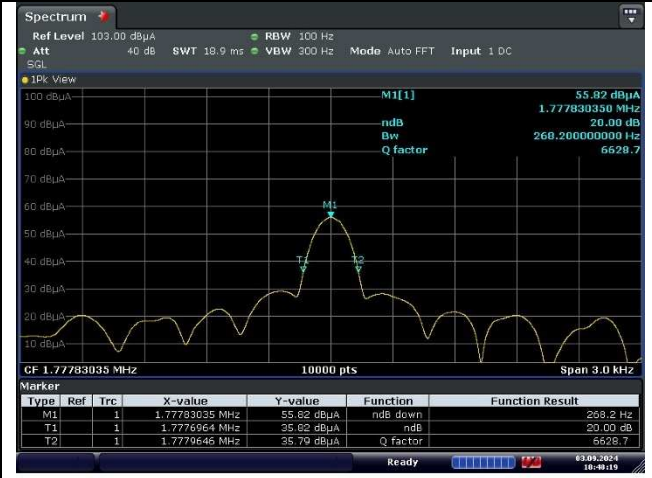 Spectrum
Ref Level 103.00 dBµA RBW 100 Hz
Att 40 dB SWT 18.9 ms VBW 300 Hz Mode Auto FFT Input 1 DC
SGL
1Pk View
100 dBµA
M1[1] 55.82 dBµA
1.777830350 MHz
90 dBµA
ndB 20.00 dB
Bw 268.200000000 Hz
80 dBµA
Q factor 6628.7
70 dBµA
60 dBµA
M1
50 dBµA
40 dBµA
T1 T2
30 dBµA
20 dBµA
10 dBµA
CF 1.77783035 MHz 10000 pts Span 3.0 kHz
Marker
Type Ref Trc X-value Y-value Function Function Result
M1 1 1.77783035 MHz 55.82 dBµA ndB down 268.2 Hz
T1 1 1.7776964 MHz 35.82 dBµA ndB 20.00 dB
T2 1 1.7779646 MHz 35.79 dBµA Q factor 6628.7
Ready 03.09.2024
18:48:19